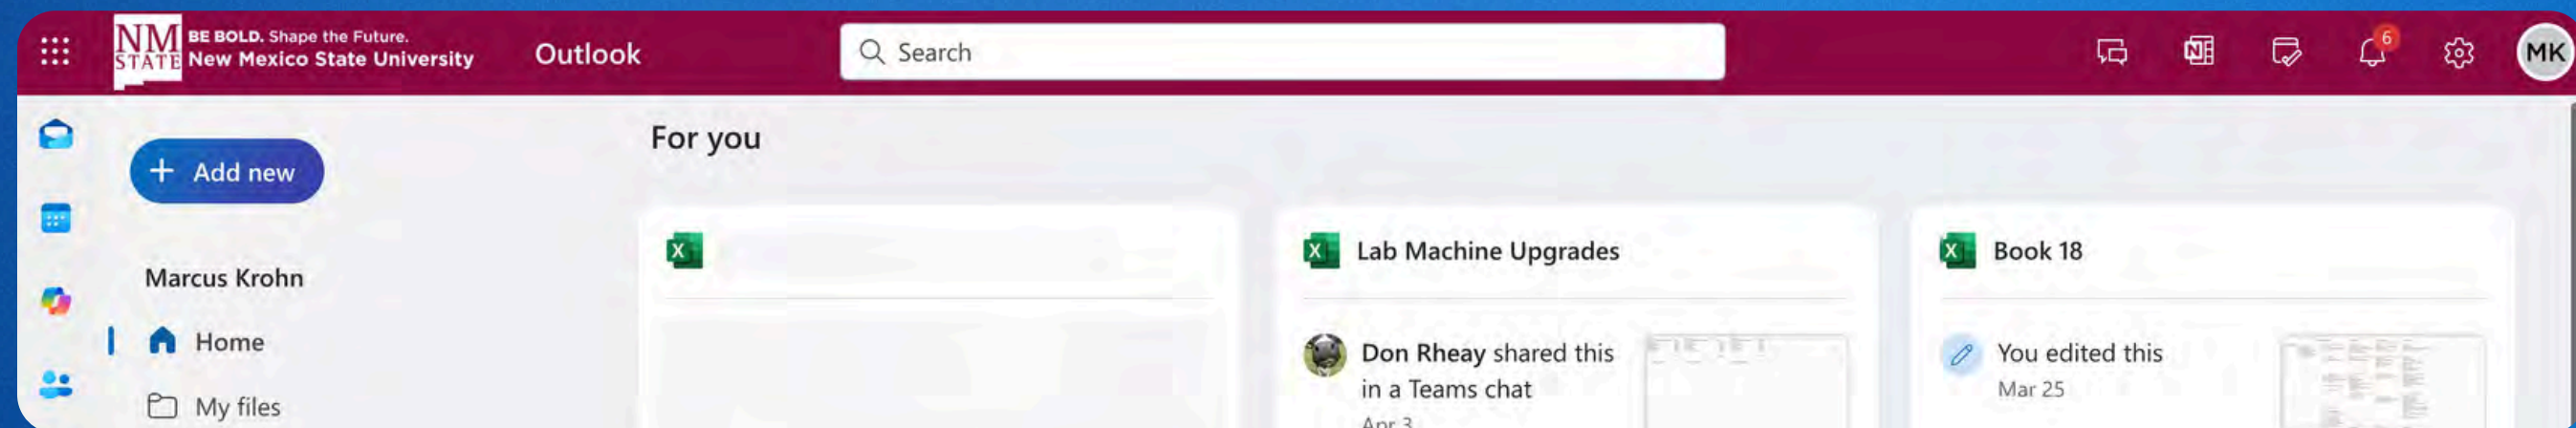 NM
STATE
BE BOLD. Shape the Future.
New Mexico State University
Outlook
Search
6
MK
Add new
Marcus Krohn
Home
My files
For you
Lab Machine Upgrades
Don Rheay shared this
in a Teams chat
Apr 3
Book 18
You edited this
Mar 25